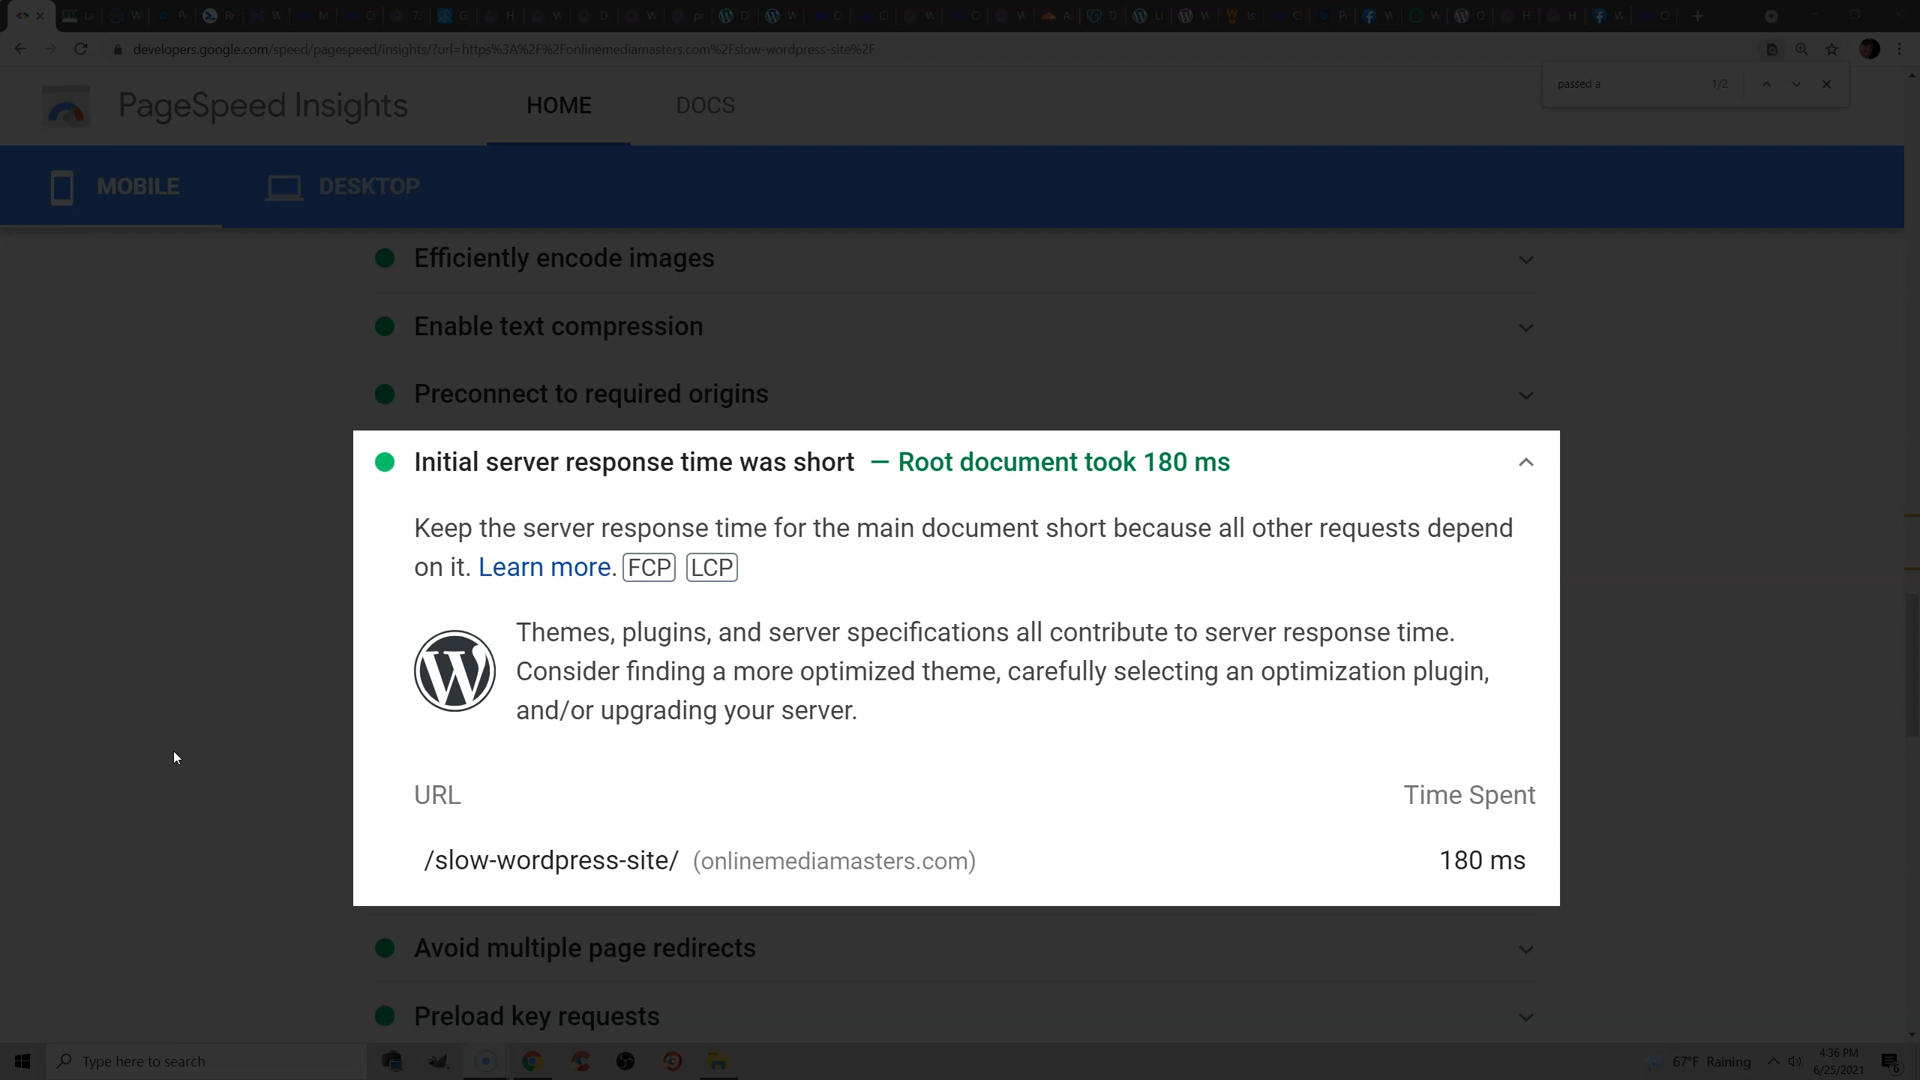 developers.google.com/speed/pagespeed/insights/?url=https%3A%2F%2Fonlinemediamasters.com%2Fslow-wordpress-site%2F
passed a
1/2
PageSpeed Insights
HOME
DOCS
MOBILE
DESKTOP
Efficiently encode images
Enable text compression
Preconnect to required origins
Initial server response time was short — Root document took 180 ms
Keep the server response time for the main document short because all other requests depend
on it. Learn more. FCP LCP
Themes, plugins, and server specifications all contribute to server response time.
Consider finding a more optimized theme, carefully selecting an optimization plugin,
and/or upgrading your server.
URL
Time Spent
/slow-wordpress-site/ (onlinemediamasters.com)
180 ms
Avoid multiple page redirects
Preload key requests
Type here to search
67°F Raining
4:36 PM
6/25/2021